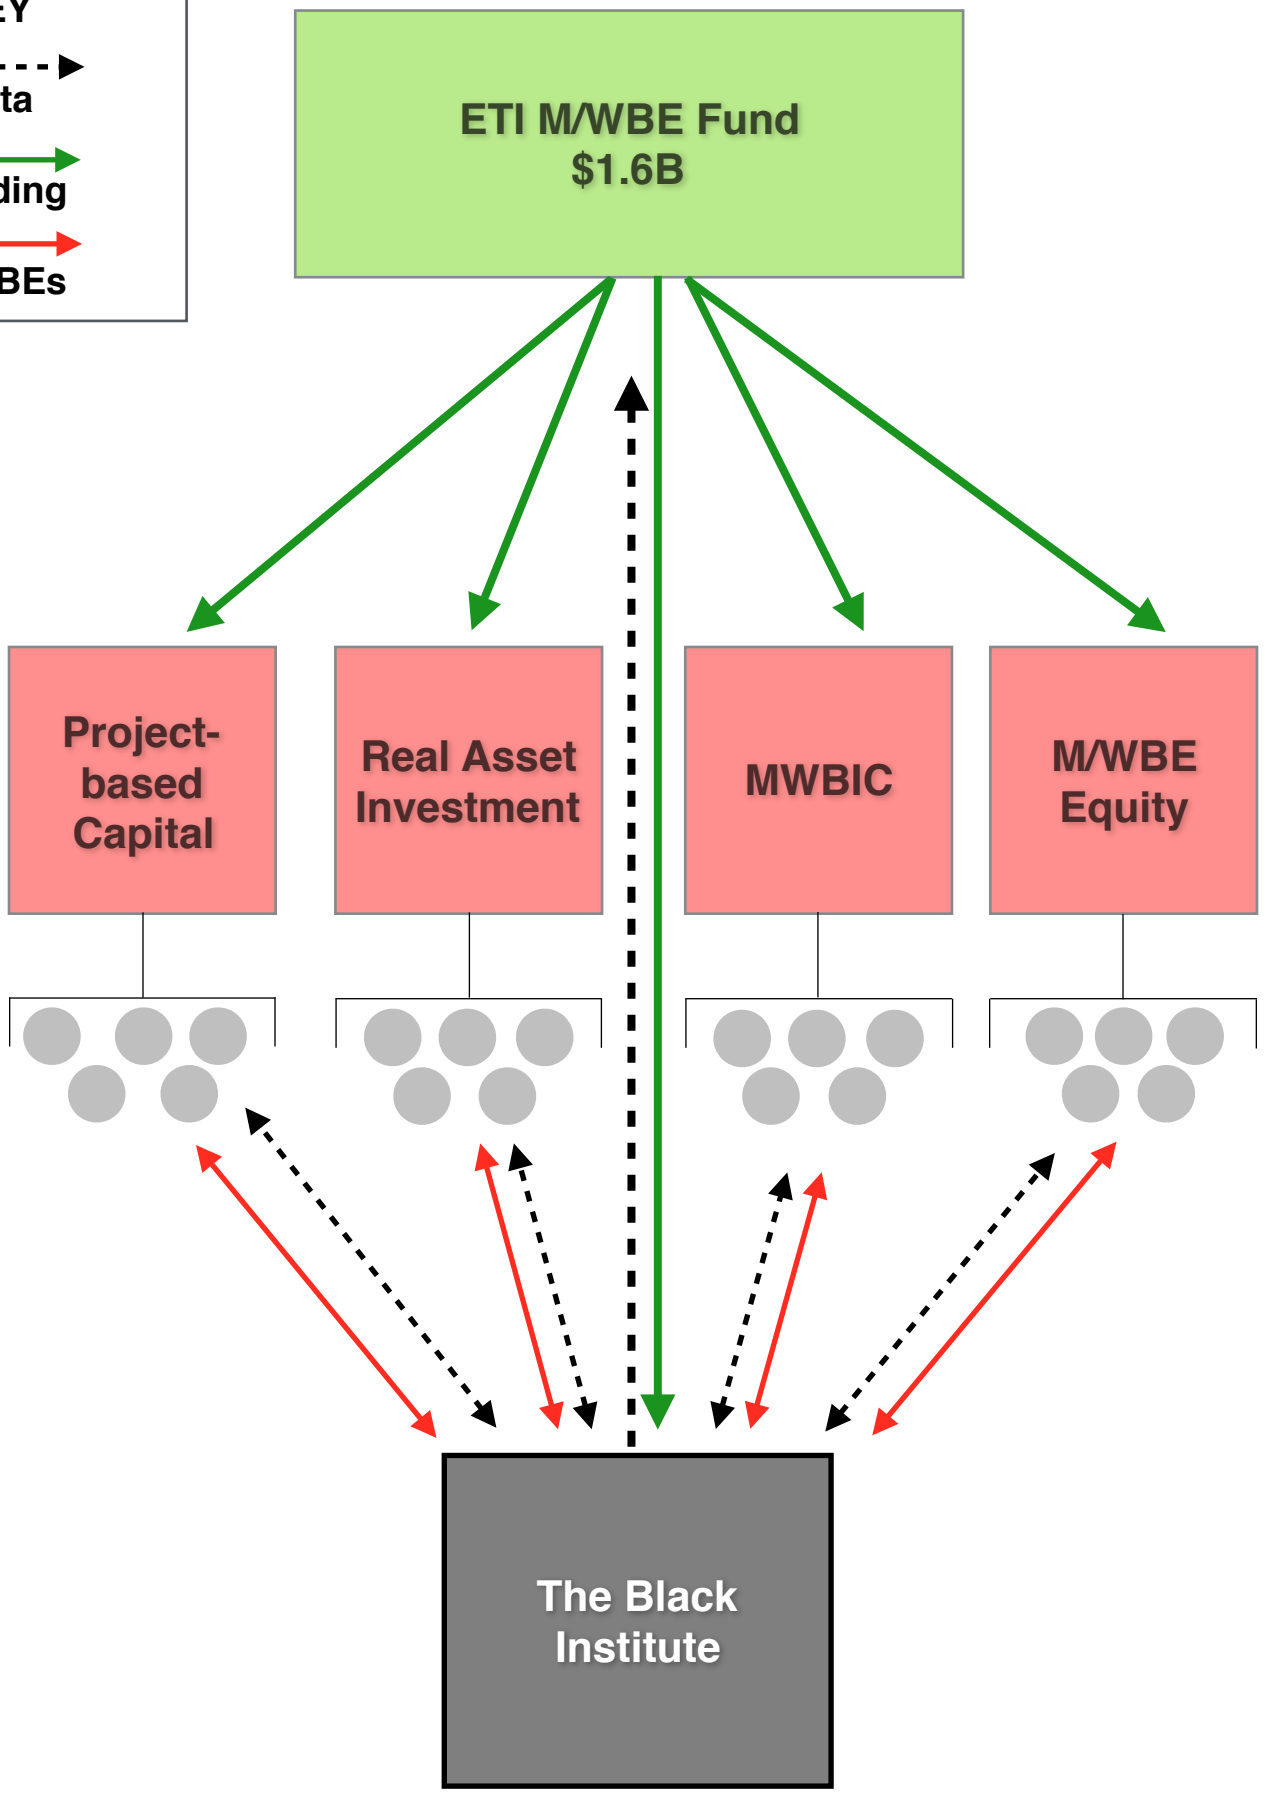 EY
ta
ding
BEs
ETI M/WBE Fund
$1.6B
Project-
based
Capital
Real Asset
Investment
MWBIC
M/WBE
Equity
The Black
Institute